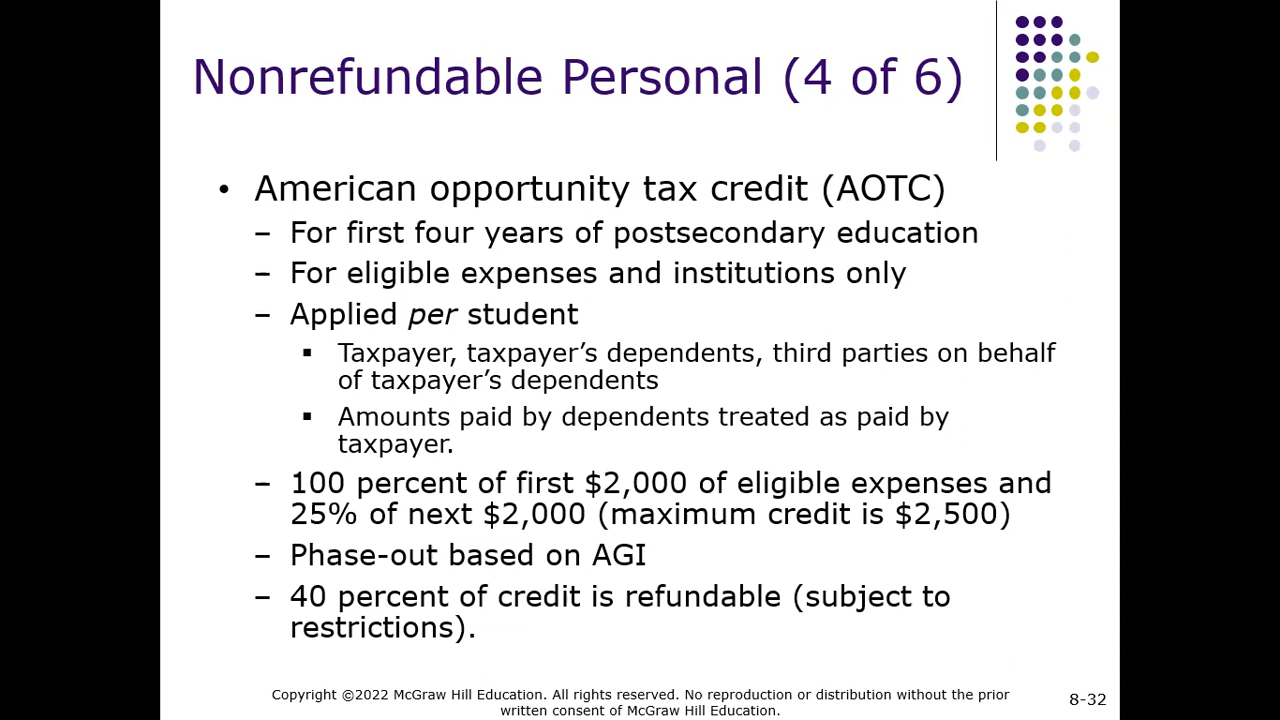 Nonrefundable Personal (4 of 6)
• American opportunity tax credit (AOTC)
– For first four years of postsecondary education
– For eligible expenses and institutions only
– Applied per student
▪ Taxpayer, taxpayer’s dependents, third parties on behalf
of taxpayer’s dependents
▪ Amounts paid by dependents treated as paid by
taxpayer.
– 100 percent of first $2,000 of eligible expenses and
25% of next $2,000 (maximum credit is $2,500)
– Phase-out based on AGI
– 40 percent of credit is refundable (subject to
restrictions).
Copyright ©2022 McGraw Hill Education. All rights reserved. No reproduction or distribution without the prior
written consent of McGraw Hill Education.
8-32